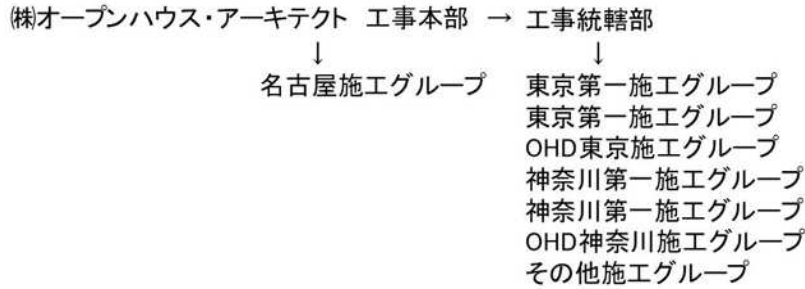 ㈱オープンハウス・アーキテクト 工事本部 → 工事統轄部
↓ ↓
名古屋施工グループ 東京第一施工グループ
東京第一施工グループ
OHD東京施工グループ
神奈川第一施工グループ
神奈川第一施工グループ
OHD神奈川施工グループ
その他施工グループ